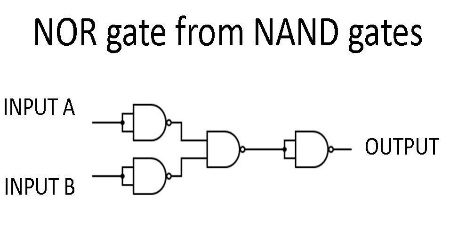 NOR gate from NAND gates
INPUT A
OUTPUT
INPUT B